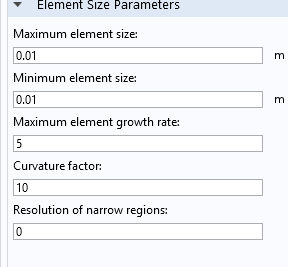 Element Size Parameters
Maximum element size:
0.01 m
Minimum element size:
0.01 m
Maximum element growth rate:
5
Curvature factor:
10
Resolution of narrow regions:
0